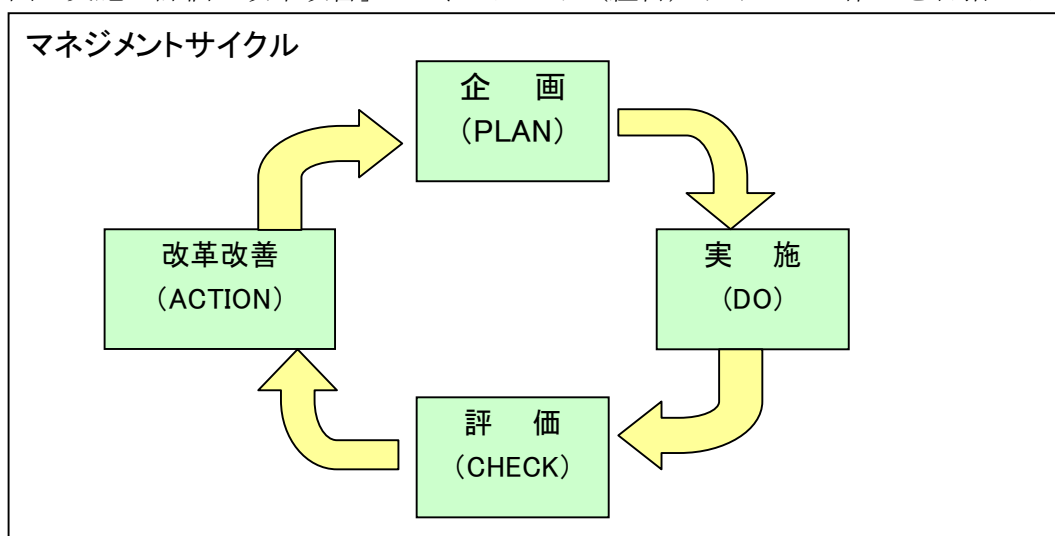 マネジメントサイクル
企 画
(PLAN)
改革改善
(ACTION)
実 施
(DO)
評 価
(CHECK)